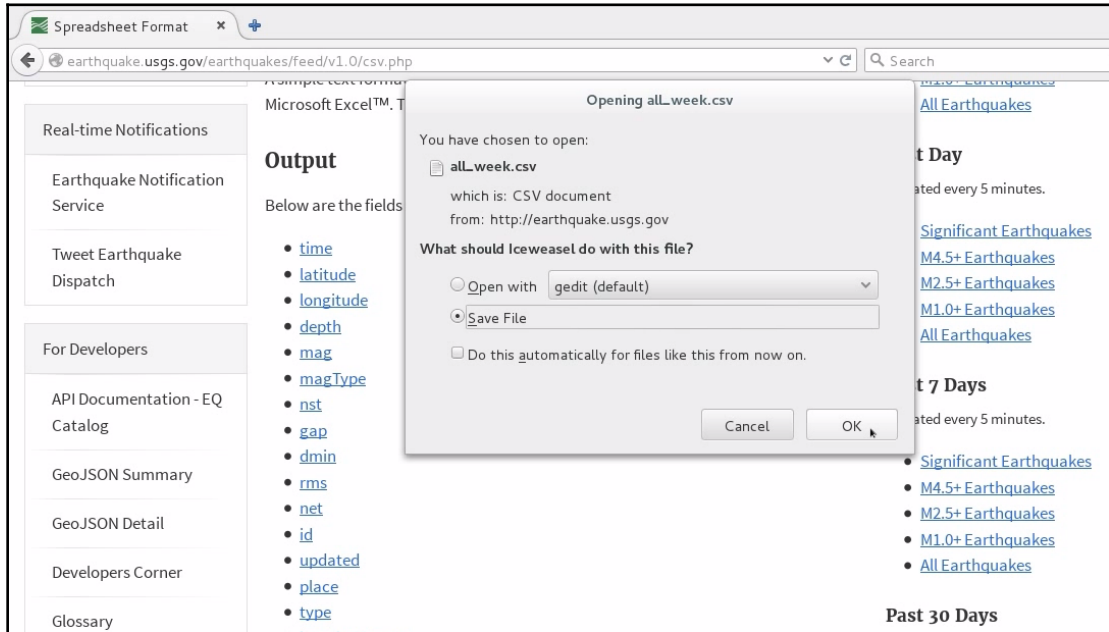 Spreadsheet Format
earthquake.usgs.gov/earthquakes/feed/v1.0/csv.php
Search
Real-time Notifications
Earthquake Notification
Service
Tweet Earthquake
Dispatch
For Developers
API Documentation - EQ
Catalog
GeoJSON Summary
GeoJSON Detail
Developers Corner
Glossary
A simple text forma
Microsoft Excel™. T
Output
Below are the fields
time
latitude
longitude
depth
mag
magType
nst
gap
dmin
rms
net
id
updated
place
type
Opening all_week.csv
You have chosen to open:
all_week.csv
which is: CSV document
from: http://earthquake.usgs.gov
What should Iceweasel do with this file?
Open with gedit (default)
Save File
Do this automatically for files like this from now on.
Cancel OK
M1.0+ Earthquakes
All Earthquakes
t Day
ated every 5 minutes.
Significant Earthquakes
M4.5+ Earthquakes
M2.5+ Earthquakes
M1.0+ Earthquakes
All Earthquakes
t 7 Days
ated every 5 minutes.
Significant Earthquakes
M4.5+ Earthquakes
M2.5+ Earthquakes
M1.0+ Earthquakes
All Earthquakes
Past 30 Days